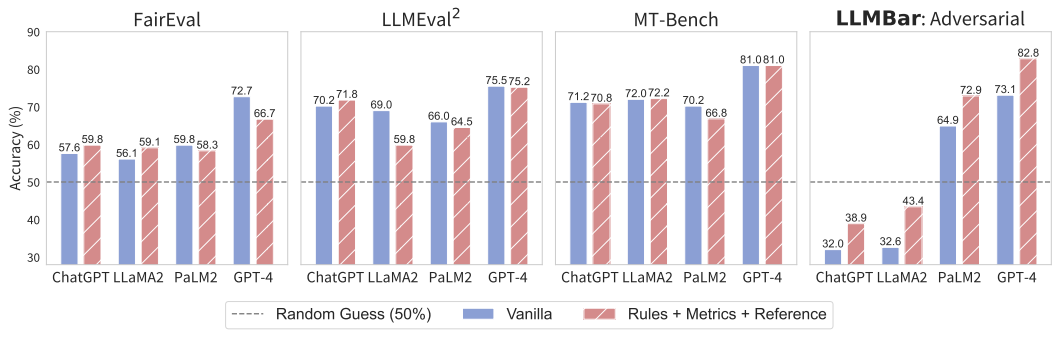 FairEval LLMEval² MT-Bench LLMBar: Adversarial
Accuracy (%)
90
80
70
60
50
40
30
57.6 59.8 56.1 59.1 59.8 58.3 72.7 66.7
ChatGPT LLaMA2 PaLM2 GPT-4
70.2 71.8 69.0 59.8 66.0 64.5 75.5 75.2
ChatGPT LLaMA2 PaLM2 GPT-4
71.2 70.8 72.0 72.2 70.2 66.8 81.0 81.0
ChatGPT LLaMA2 PaLM2 GPT-4
32.0 38.9 32.6 43.4 64.9 72.9 73.1 82.8
ChatGPT LLaMA2 PaLM2 GPT-4
Random Guess (50%) Vanilla Rules + Metrics + Reference